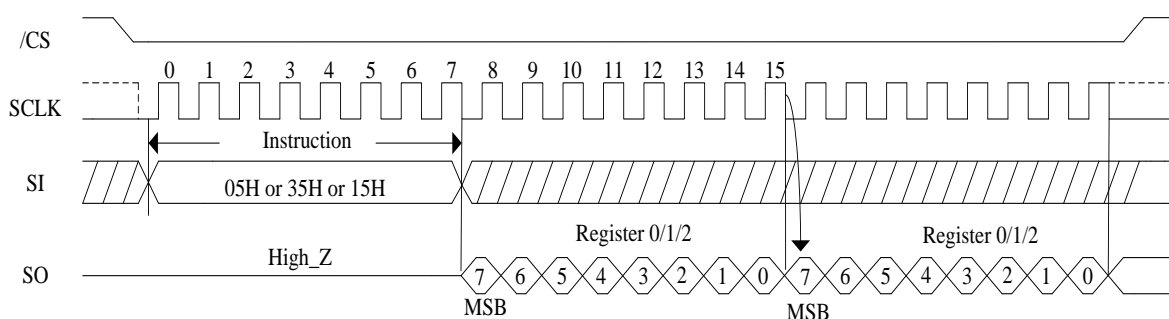 /CS
0 1 2 3 4 5 6 7 8 9 10 11 12 13 14 15
SCLK
Instruction
SI
05H or 35H or 15H
Register 0/1/2 Register 0/1/2
High_Z
SO
7 6 5 4 3 2 1 0 7 6 5 4 3 2 1 0
MSB MSB